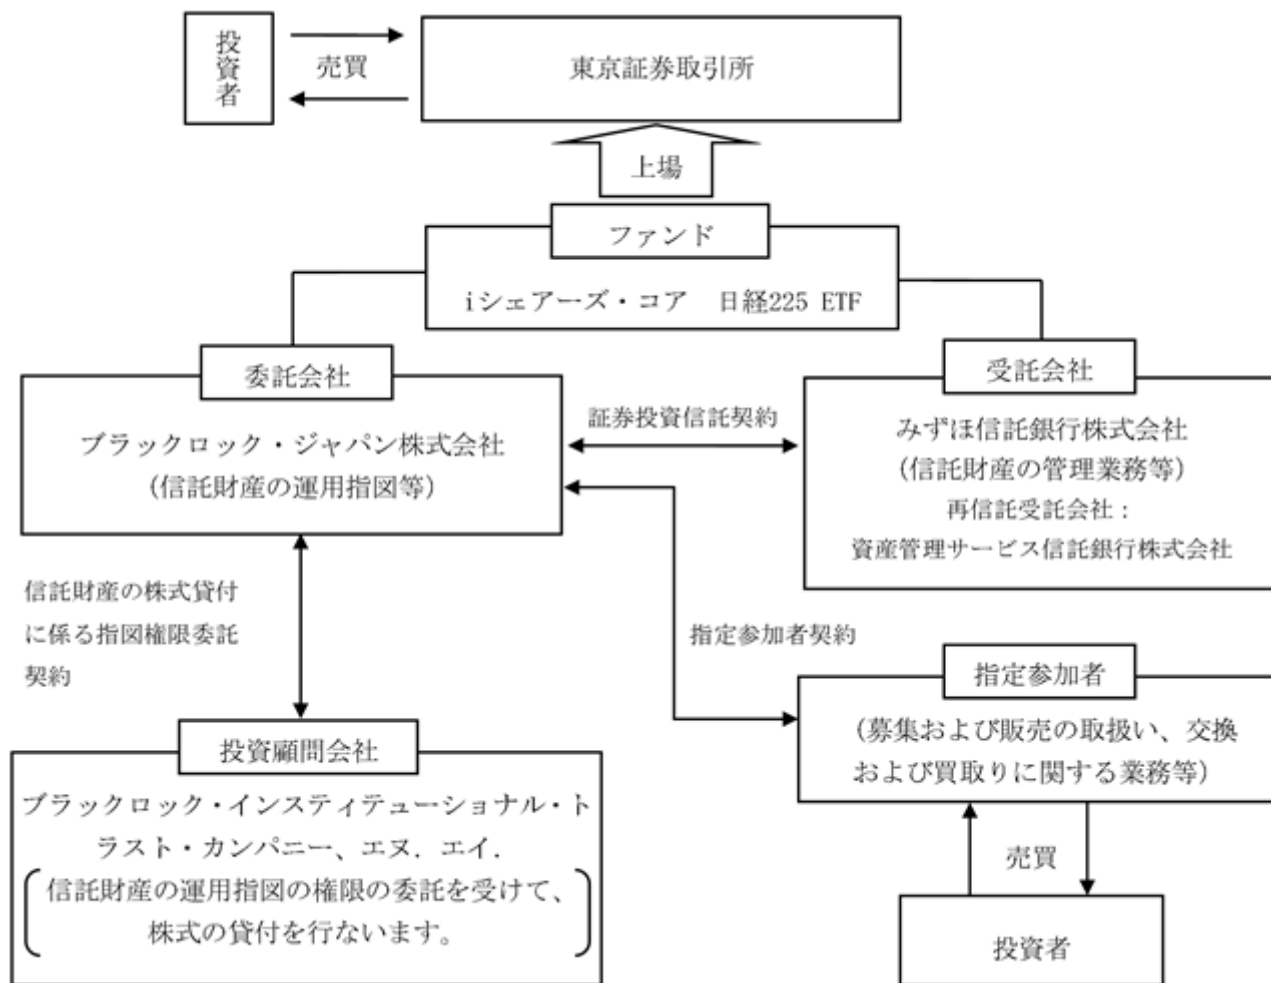 投資者
売買
東京証券取引所
上場
ファンド
iシェアーズ・コア 日経225 ETF
委託会社
ブラックロック・ジャパン株式会社
(信託財産の運用指図等)
証券投資信託契約
受託会社
みずほ信託銀行株式会社
(信託財産の管理業務等)
再信託受託会社:
資産管理サービス信託銀行株式会社
信託財産の株式貸付
に係る指図権限委託
契約
指定参加者契約
指定参加者
(募集および販売の取扱い、交換
および買取りに関する業務等)
投資顧問会社
ブラックロック・インスティテューショナル・ト
ラスト・カンパニー、エヌ．エイ．
信託財産の運用指図の権限の委託を受けて、
株式の貸付を行ないます。
売買
投資者